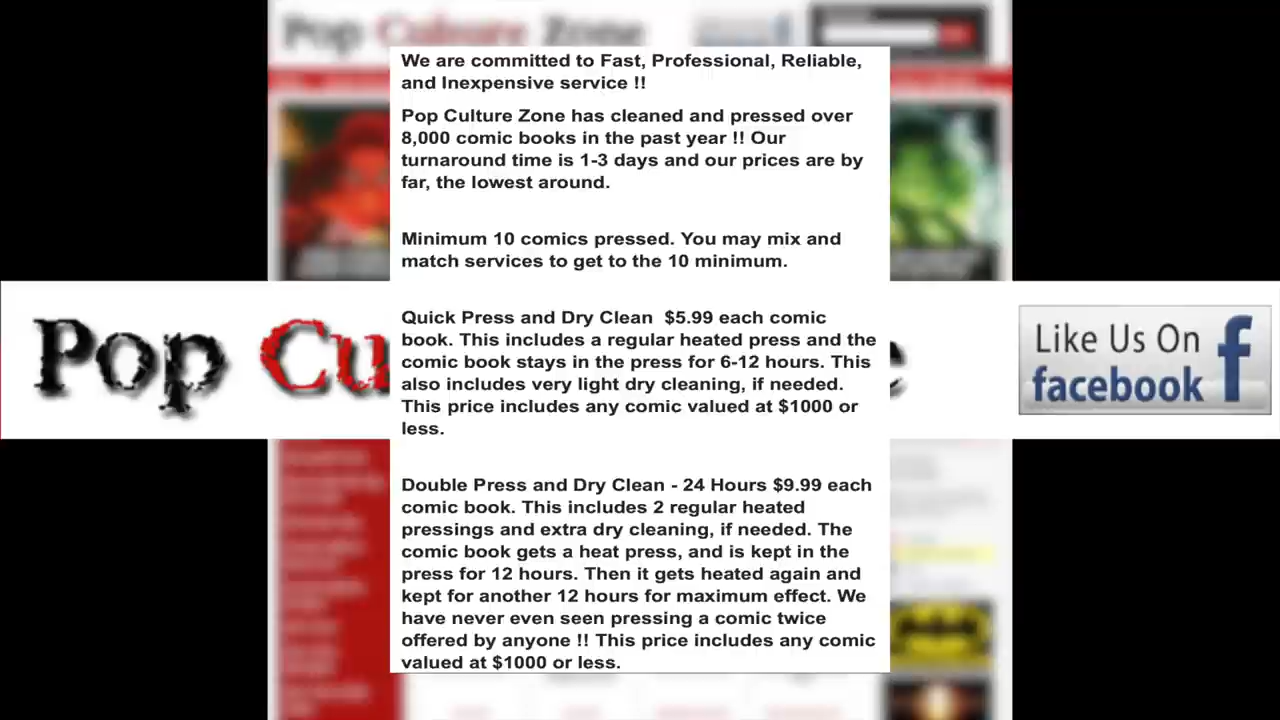 Pop Culture Zone
We are committed to Fast, Professional, Reliable,
and Inexpensive service !!
Pop Culture Zone has cleaned and pressed over
8,000 comic books in the past year !! Our
turnaround time is 1-3 days and our prices are by
far, the lowest around.
Minimum 10 comics pressed. You may mix and
match services to get to the 10 minimum.
Quick Press and Dry Clean $5.99 each comic
book. This includes a regular heated press and the
comic book stays in the press for 6-12 hours. This
also includes very light dry cleaning, if needed.
This price includes any comic valued at $1000 or
less.
Pop Cu e
Like Us On
facebook f
Double Press and Dry Clean - 24 Hours $9.99 each
comic book. This includes 2 regular heated
pressings and extra dry cleaning, if needed. The
comic book gets a heat press, and is kept in the
press for 12 hours. Then it gets heated again and
kept for another 12 hours for maximum effect. We
have never even seen pressing a comic twice
offered by anyone !! This price includes any comic
valued at $1000 or less.